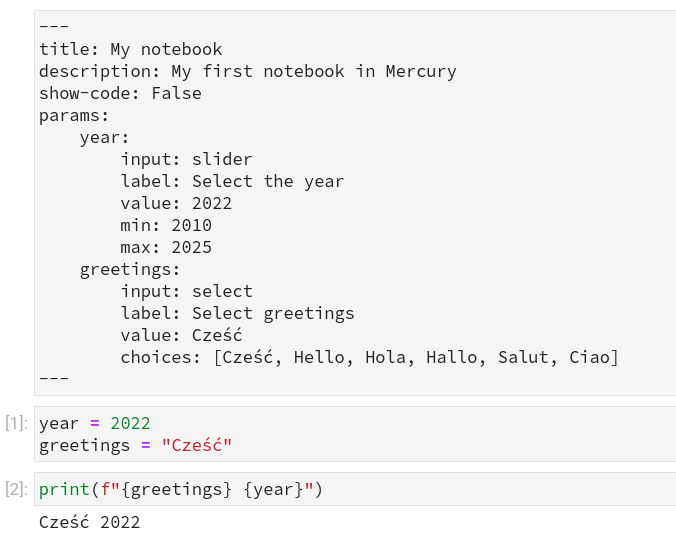 ---
title: My notebook
description: My first notebook in Mercury
show-code: False
params:
    year:
        input: slider
        label: Select the year
        value: 2022
        min: 2010
        max: 2025
    greetings:
        input: select
        label: Select greetings
        value: Cześć
        choices: [Cześć, Hello, Hola, Hallo, Salut, Ciao]
---
[1]: year = 2022
greetings = "Cześć"
[2]: print(f"{greetings} {year}")
Cześć 2022